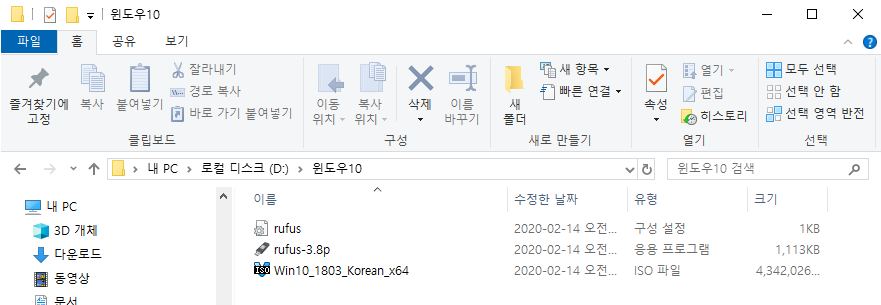 윈도우10
파일 홈 공유 보기
즐겨찾기에 고정
복사
붙여넣기
잘라내기
경로 복사
바로 가기 붙여넣기
클립보드
이동 위치
복사 위치
삭제
이름 바꾸기
구성
새 폴더
새 항목
빠른 연결
새로 만들기
속성
열기
편집
히스토리
열기
모두 선택
선택 안 함
선택 영역 반전
선택
내 PC > 로컬 디스크 (D:) > 윈도우10
윈도우10 검색
내 PC
3D 개체
다운로드
동영상
문서
이름 수정한 날짜 유형 크기
rufus 2020-02-14 오전... 구성 설정 1KB
rufus-3.8p 2020-02-14 오전... 응용 프로그램 1,113KB
Win10_1803_Korean_x64 2020-02-14 오전... ISO 파일 4,342,026...
ISO